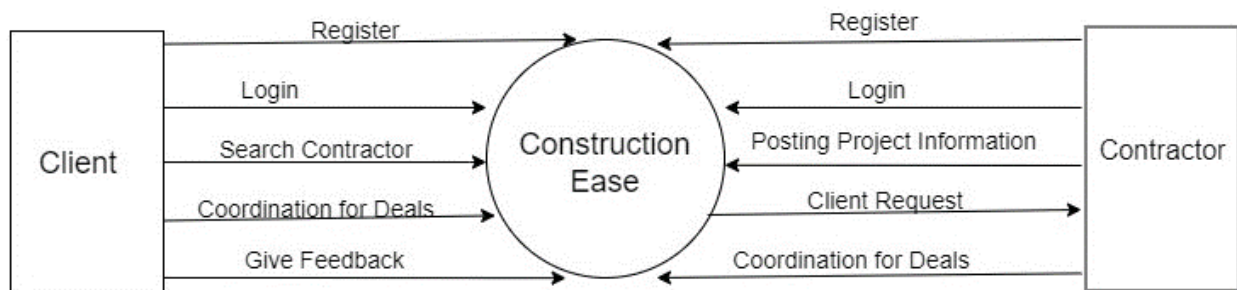 Register
Register
Login
Login
Client
Search Contractor
Construction
Ease
Posting Project Information
Contractor
Coordination for Deals
Client Request
Give Feedback
Coordination for Deals